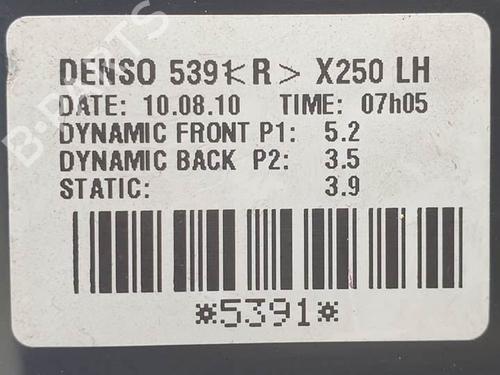 DENSO 5391<R> X250 LH
DATE: 10.08.10 TIME: 07h05
DYNAMIC FRONT P1: 5.2
DYNAMIC BACK P2: 3.5
STATIC: 3.9
*5391*
B-PARTS